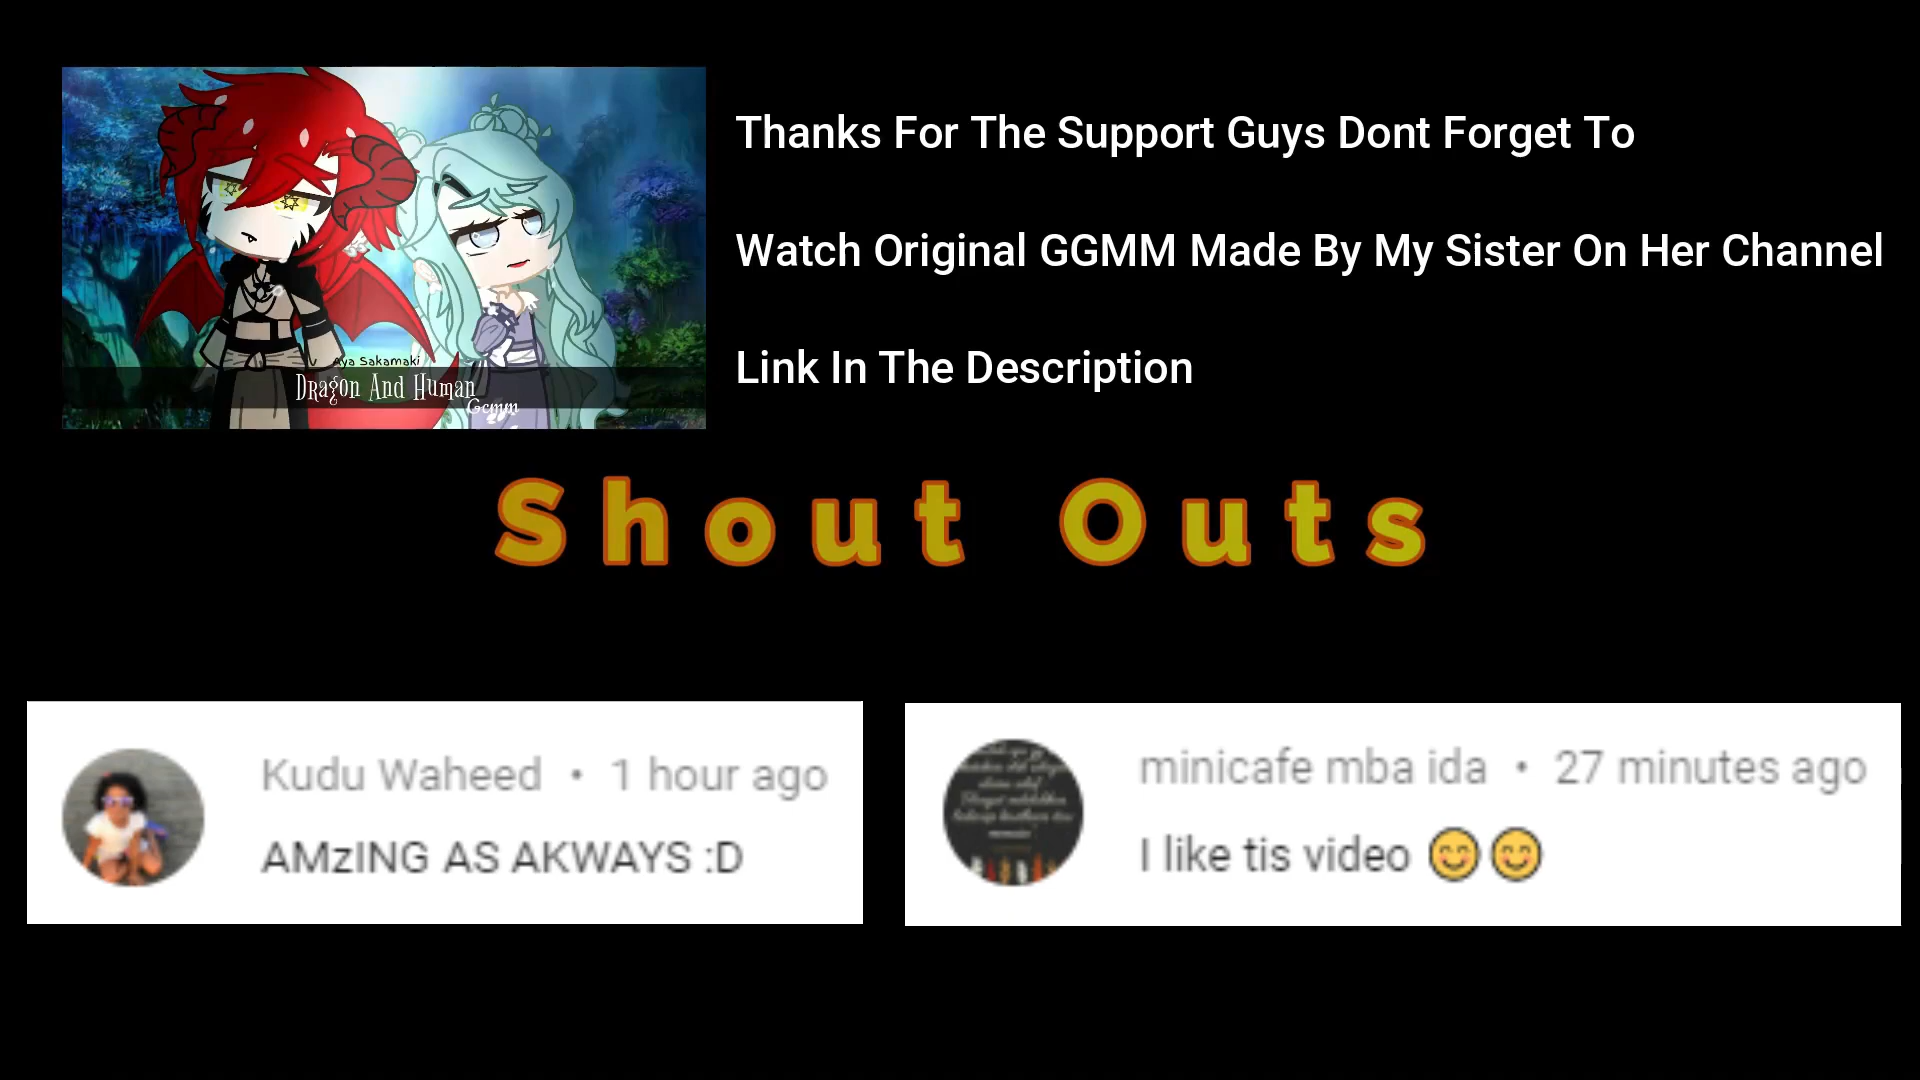 Thanks For The Support Guys Dont Forget To
Watch Original GGMM Made By My Sister On Her Channel
Link In The Description
Aya Sakamaki
Dragon And Human
Gcmm
Shout Outs
Kudu Waheed • 1 hour ago
AMzING AS AKWAYS :D
minicafe mba ida • 27 minutes ago
I like tis video 😊😊